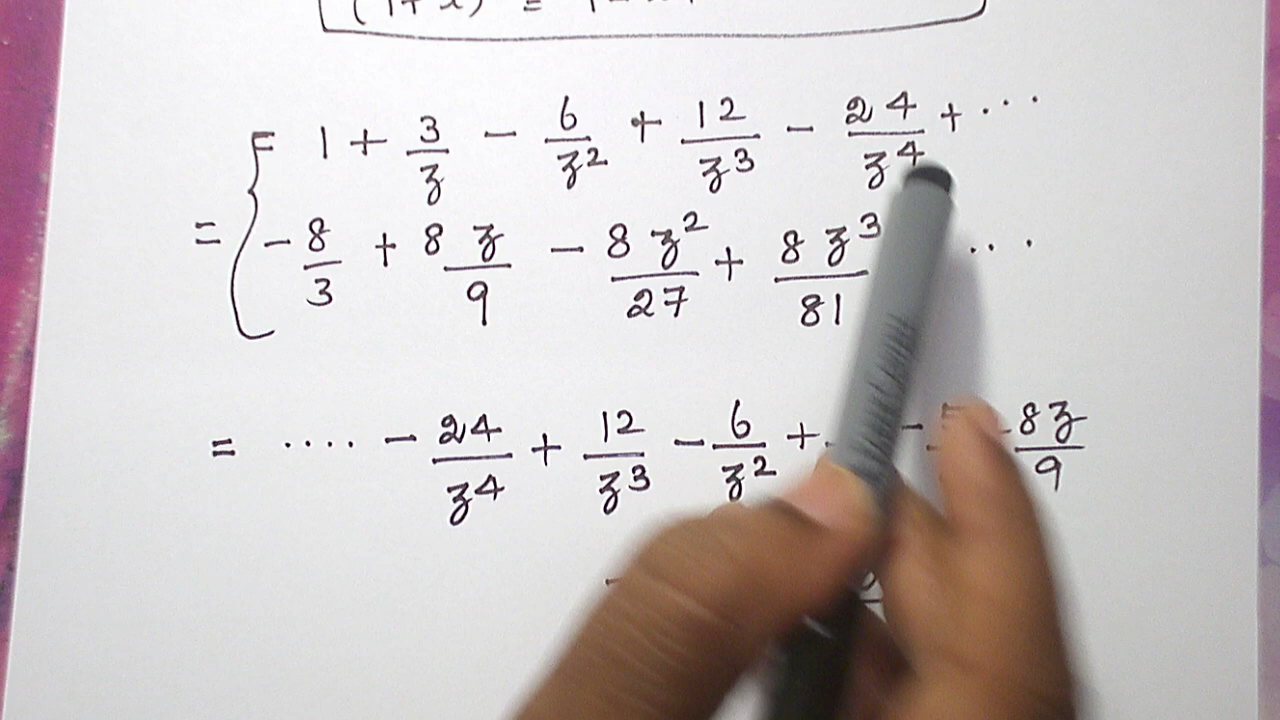 1 + 3/z - 6/z² + 12/z³ - 24/z⁴ + ...
= { -8/3 + 8z/9 - 8z²/27 + 8z³/81 ...
= .... - 24/z⁴ + 12/z³ - 6/z² + - 8z/9